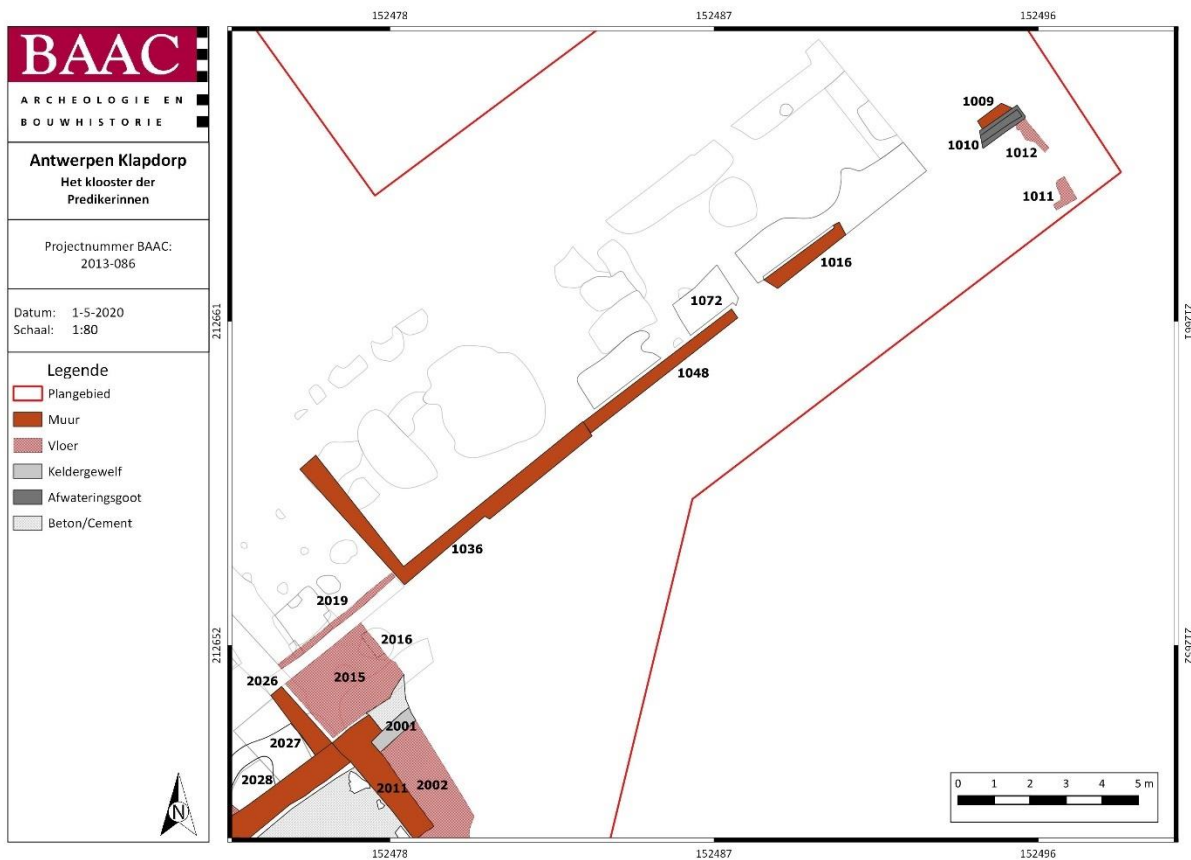 BAAC
ARCHEOLOGIE EN
BOUWHISTORIE
Antwerpen Klapdorp
Het klooster der
Predikerinnen
Projectnummer BAAC:
2013-086
Datum: 1-5-2020
Schaal: 1:80
Legende
Plangebied
Muur
Vloer
Keldergewelf
Afwateringsgoot
Beton/Cement
N
152478
152487
152496
212661
212661
212652
212652
1009
1010
1012
1011
1016
1072
1048
1036
2019
2016
2026
2015
2001
2027
2028
2011
2002
0 1 2 3 4 5 m
152478
152487
152496